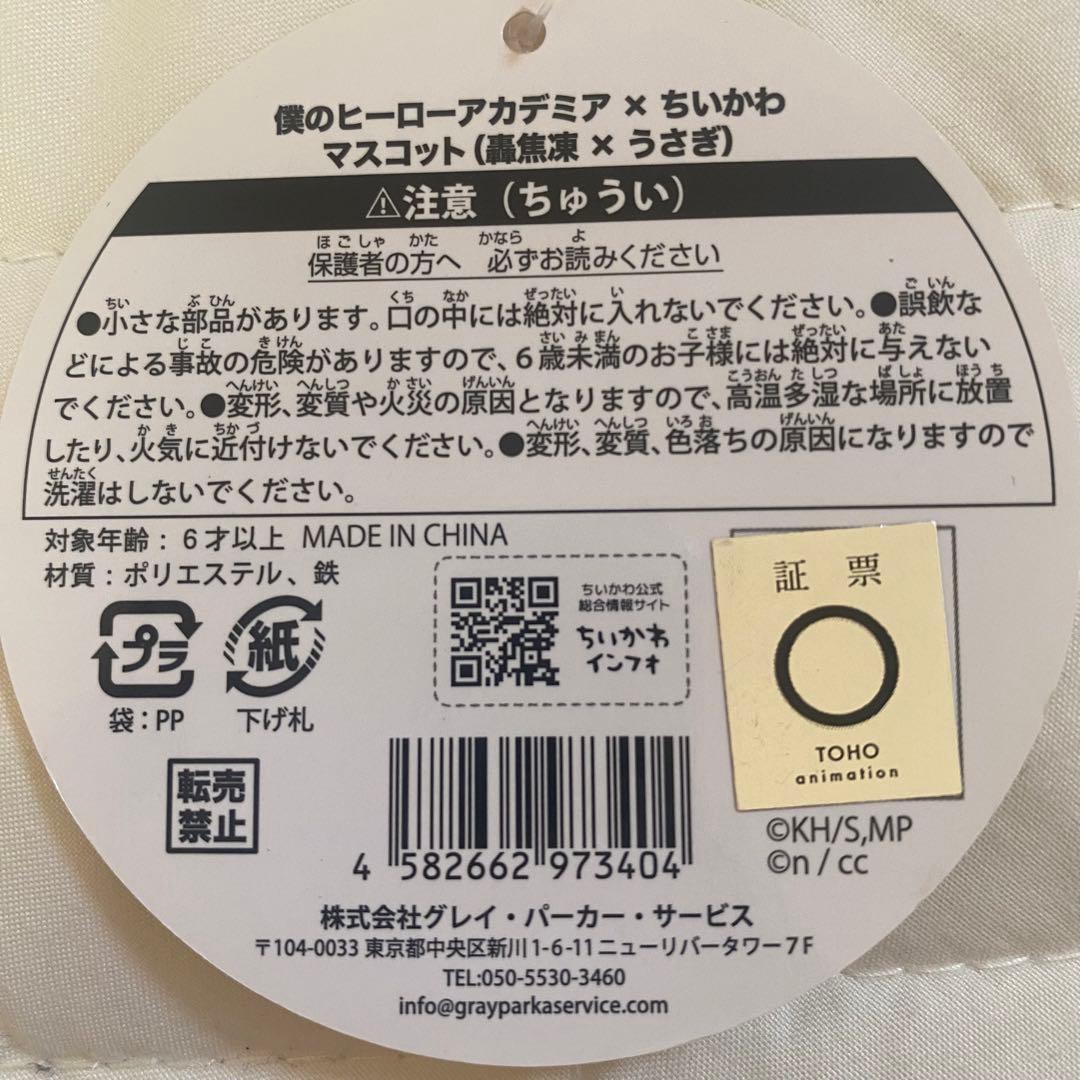 僕のヒーローアカデミア × ちいかわ
マスコット(轟焦凍 × うさぎ)
⚠注意(ちゅうい)
保護者の方へ 必ずお読みください
●小さな部品があります。口の中には絶対に入れないでください。●誤飲な
どによる事故の危険がありますので、6歳未満のお子様には絶対に与えない
でください。●変形、変質や火災の原因となりますので、高温多湿な場所に放置
したり、火気に近付けないでください。●変形、変質、色落ちの原因になりますので
洗濯はしないでください。
対象年齢:6才以上 MADE IN CHINA
材質:ポリエステル、鉄
プラ
袋:PP
紙
下げ札
ちいかわ公式
総合情報サイト
ちいかわ
インフォ
証票
TOHO
animation
転売
禁止
4 582662 973404
©KH/S,MP
©n / cc
株式会社グレイ・パーカー・サービス
〒104-0033 東京都中央区新川1-6-11ニューリバータワー7F
TEL:050-5530-3460
info@grayparkaservice.com